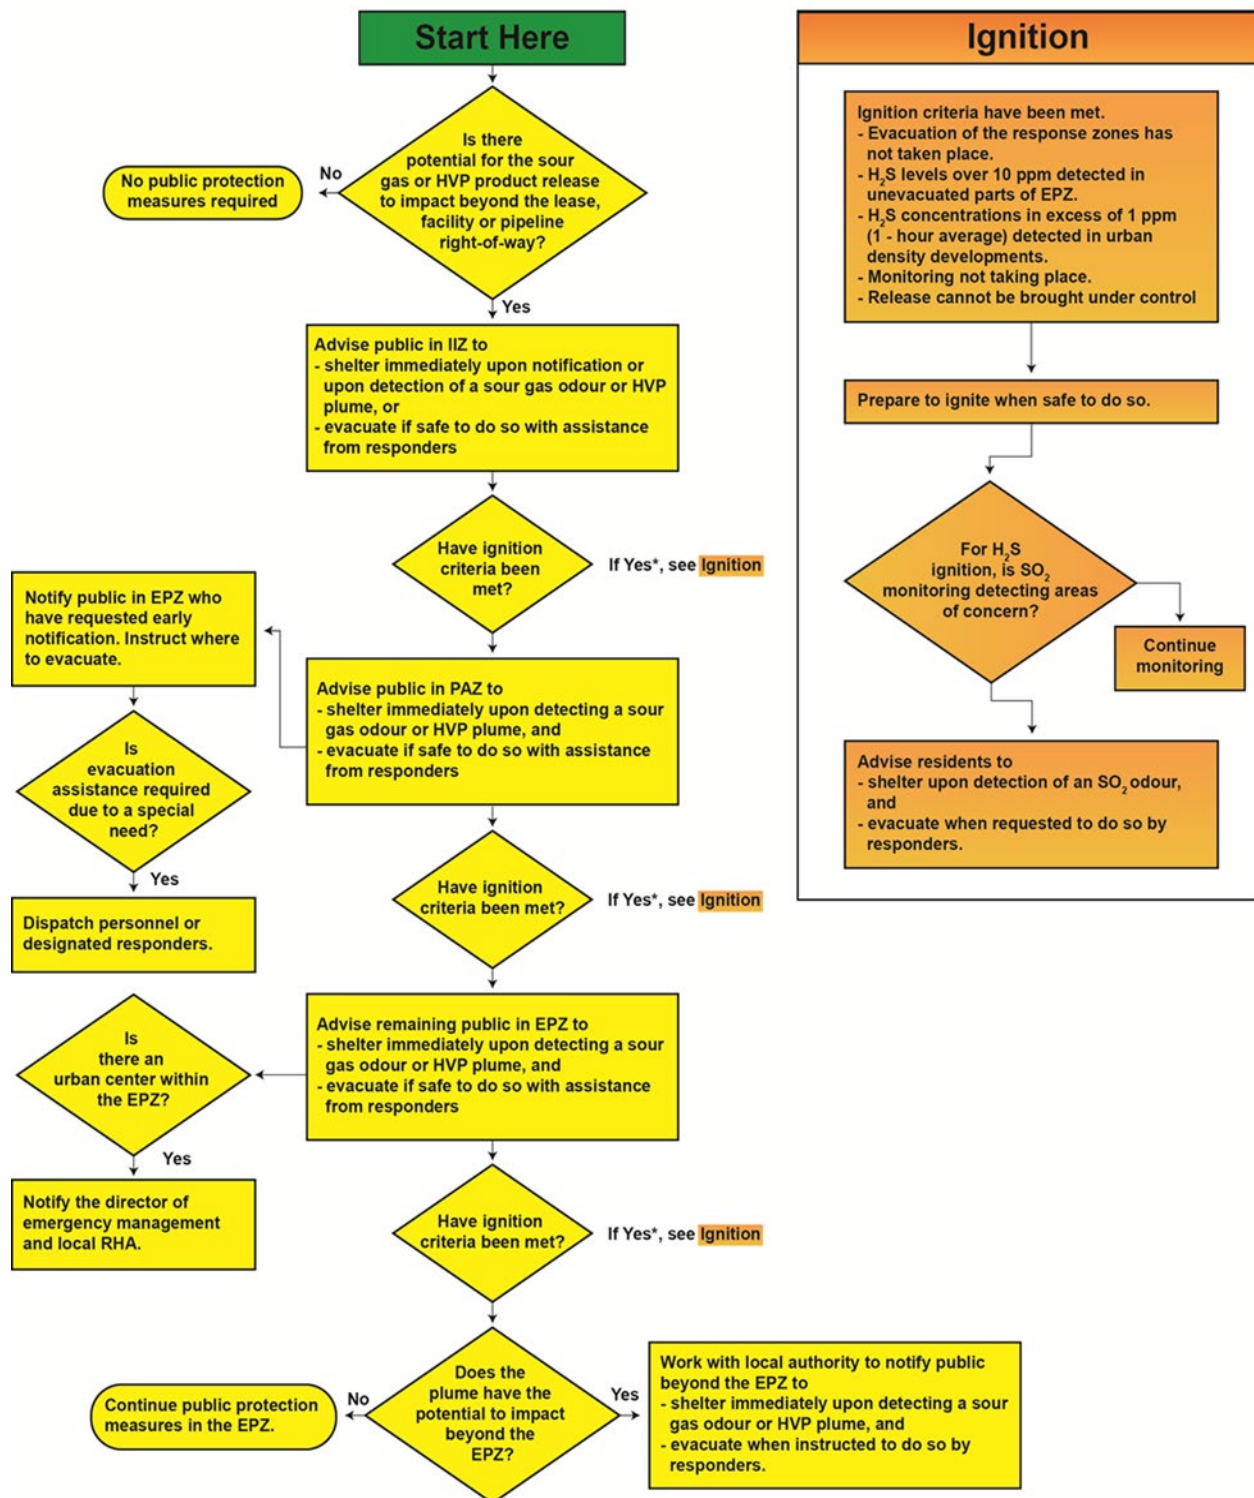 Start Here
Is there
potential for the sour
gas or HVP product release
to impact beyond the lease,
facility or pipeline
right-of-way?
No
No public protection
measures required
Yes
Advise public in IIZ to
- shelter immediately upon notification or
upon detection of a sour gas odour or HVP
plume, or
- evacuate if safe to do so with assistance
from responders
Have ignition
criteria been
met?
If Yes*, see Ignition
Notify public in EPZ who
have requested early
notification. Instruct where
to evacuate.
Advise public in PAZ to
- shelter immediately upon detecting a sour
gas odour or HVP plume, and
- evacuate if safe to do so with assistance
from responders
Is
evacuation
assistance required
due to a special
need?
Yes
Dispatch personnel or
designated responders.
Have ignition
criteria been met?
If Yes*, see Ignition
Advise remaining public in EPZ to
- shelter immediately upon detecting a sour
gas odour or HVP plume, and
- evacuate if safe to do so with assistance
from responders
Is
there an
urban center within
the EPZ?
Yes
Notify the director of
emergency management
and local RHA.
Have ignition
criteria been met?
If Yes*, see Ignition
Does the
plume have the
potential to impact
beyond the
EPZ?
No
Continue public protection
measures in the EPZ.
Yes
Work with local authority to notify public
beyond the EPZ to
- shelter immediately upon detecting a sour
gas odour or HVP plume, and
- evacuate when instructed to do so by
responders.
Ignition
Ignition criteria have been met.
- Evacuation of the response zones has
not taken place.
- H₂S levels over 10 ppm detected in
unevacuated parts of EPZ.
- H₂S concentrations in excess of 1 ppm
(1 - hour average) detected in urban
density developments.
- Monitoring not taking place.
- Release cannot be brought under control
Prepare to ignite when safe to do so.
For H₂S
ignition, is SO₂
monitoring detecting areas
of concern?
Continue
monitoring
Advise residents to
- shelter upon detection of an SO₂ odour,
and
- evacuate when requested to do so by
responders.